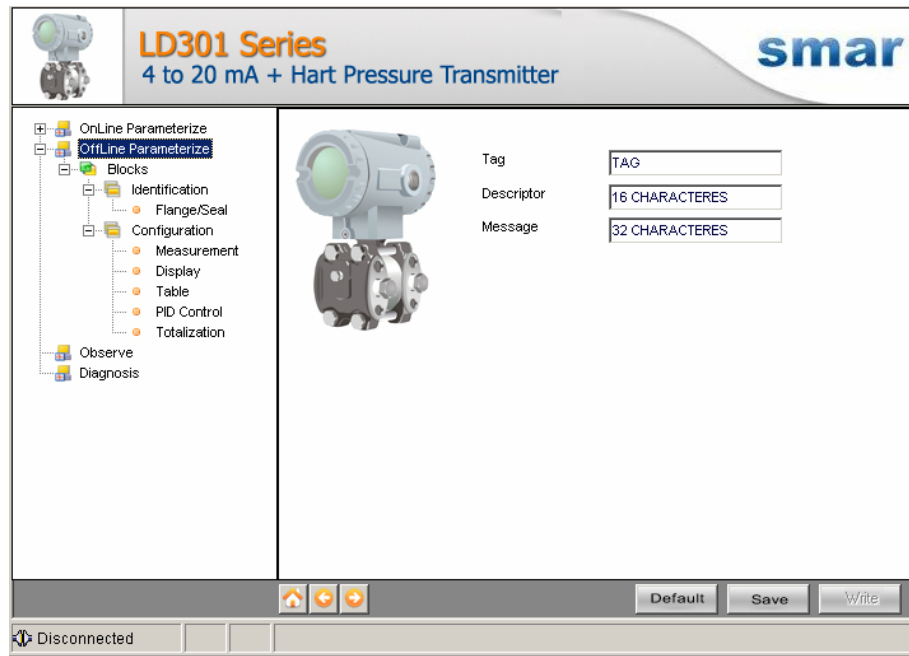 LD301 Series
4 to 20 mA + Hart Pressure Transmitter
smar
OnLine Parameterize
OffLine Parameterize
Blocks
Identification
Flange/Seal
Configuration
Measurement
Display
Table
PID Control
Totalization
Observe
Diagnosis
Tag TAG
Descriptor 16 CHARACTERES
Message 32 CHARACTERES
Default Save Write
Disconnected